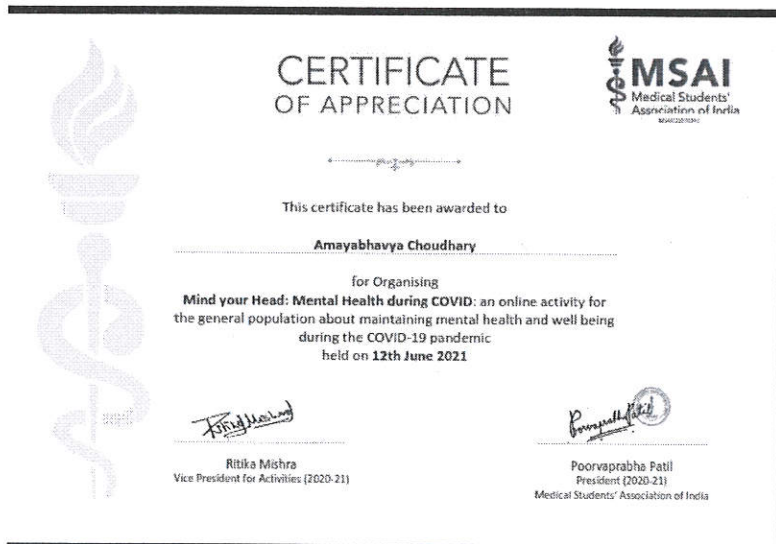 CERTIFICATE
OF APPRECIATION
MSAI
Medical Students'
Association of India
This certificate has been awarded to
Amayabhavya Choudhary
for Organising
Mind your Head: Mental Health during COVID: an online activity for
the general population about maintaining mental health and well being
during the COVID-19 pandemic
held on 12th June 2021
Ritika Mishra
Vice President for Activities (2020-21)
Poorvaprabha Patil
President (2020-21)
Medical Students' Association of India